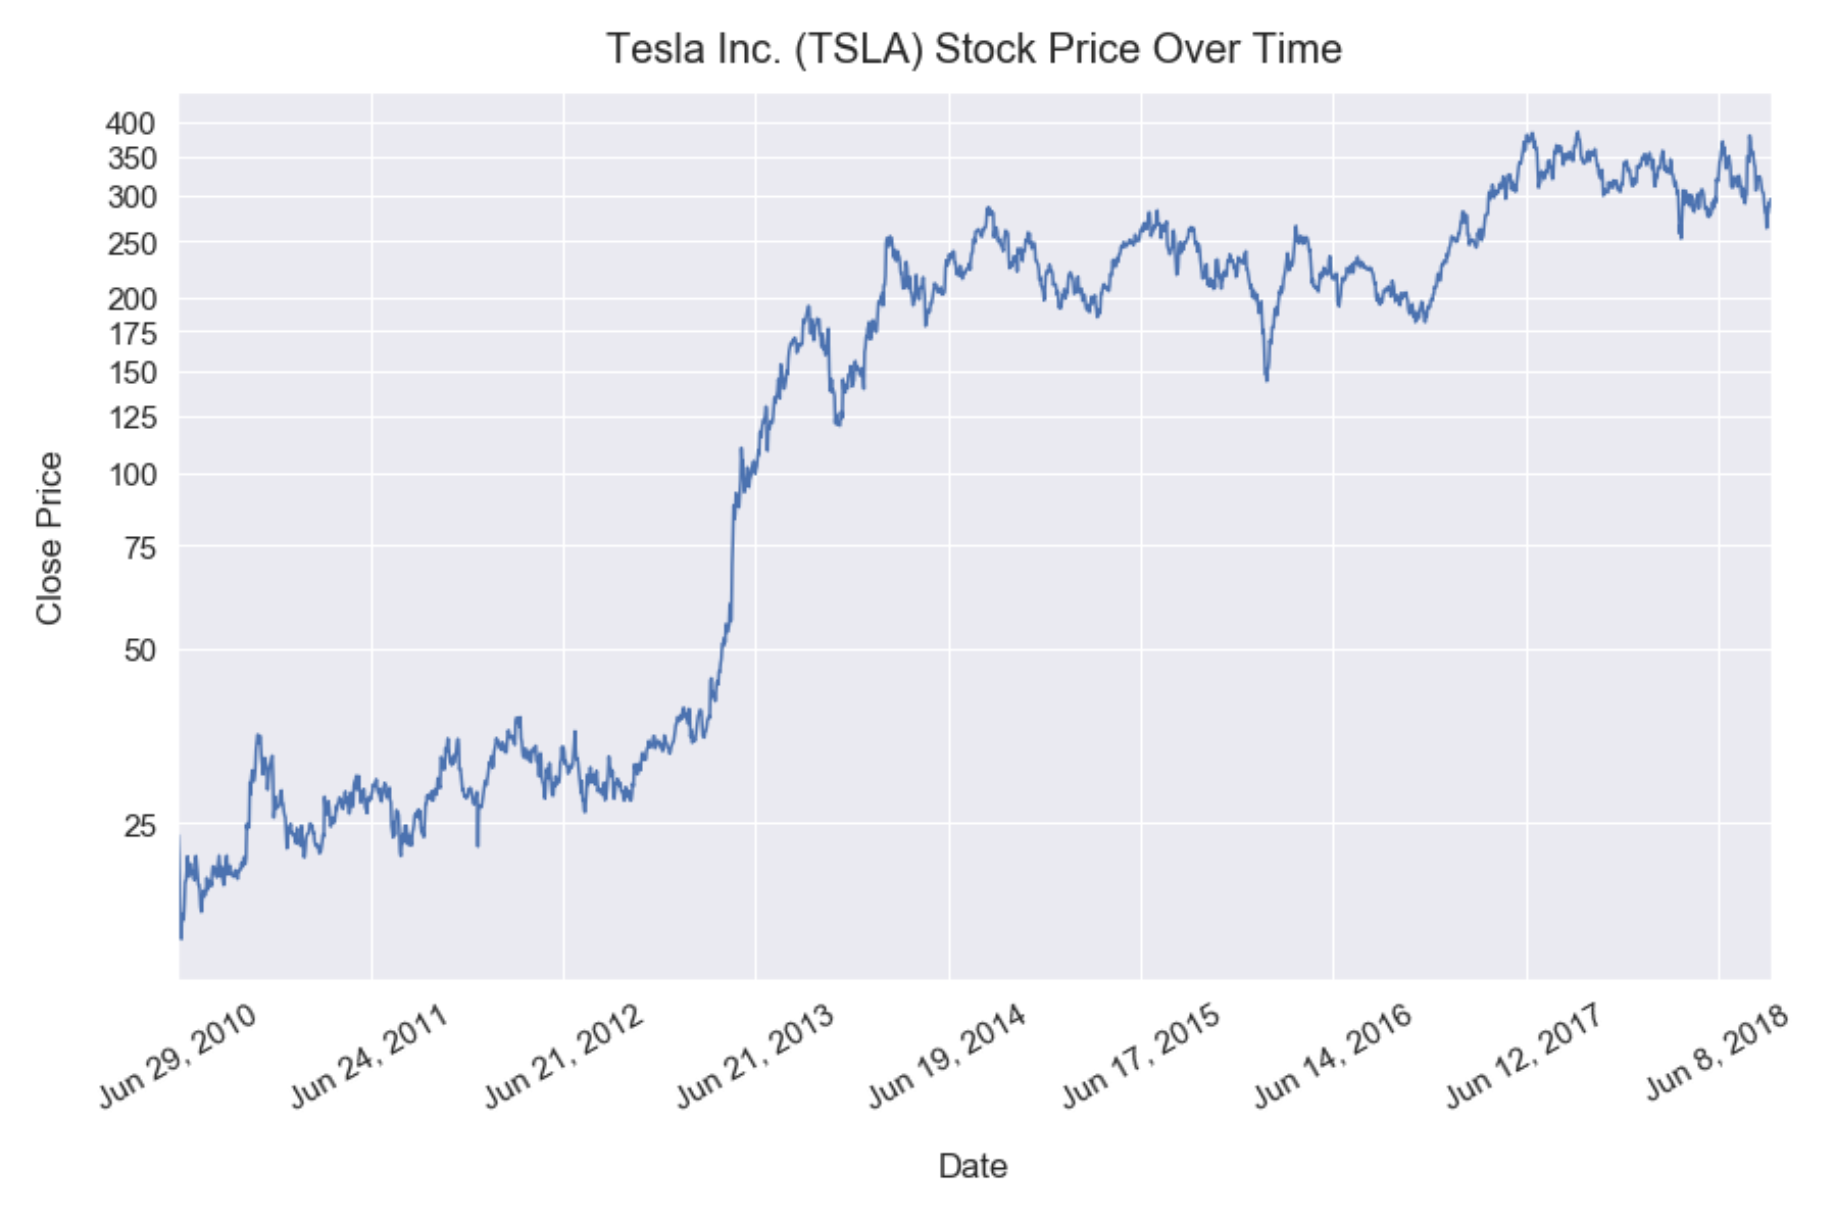 Tesla Inc. (TSLA) Stock Price Over Time
400
350
300
250
200
175
150
125
100
75
50
25
Close Price
Jun 29, 2010
Jun 24, 2011
Jun 21, 2012
Jun 21, 2013
Jun 19, 2014
Jun 17, 2015
Jun 14, 2016
Jun 12, 2017
Jun 8, 2018
Date